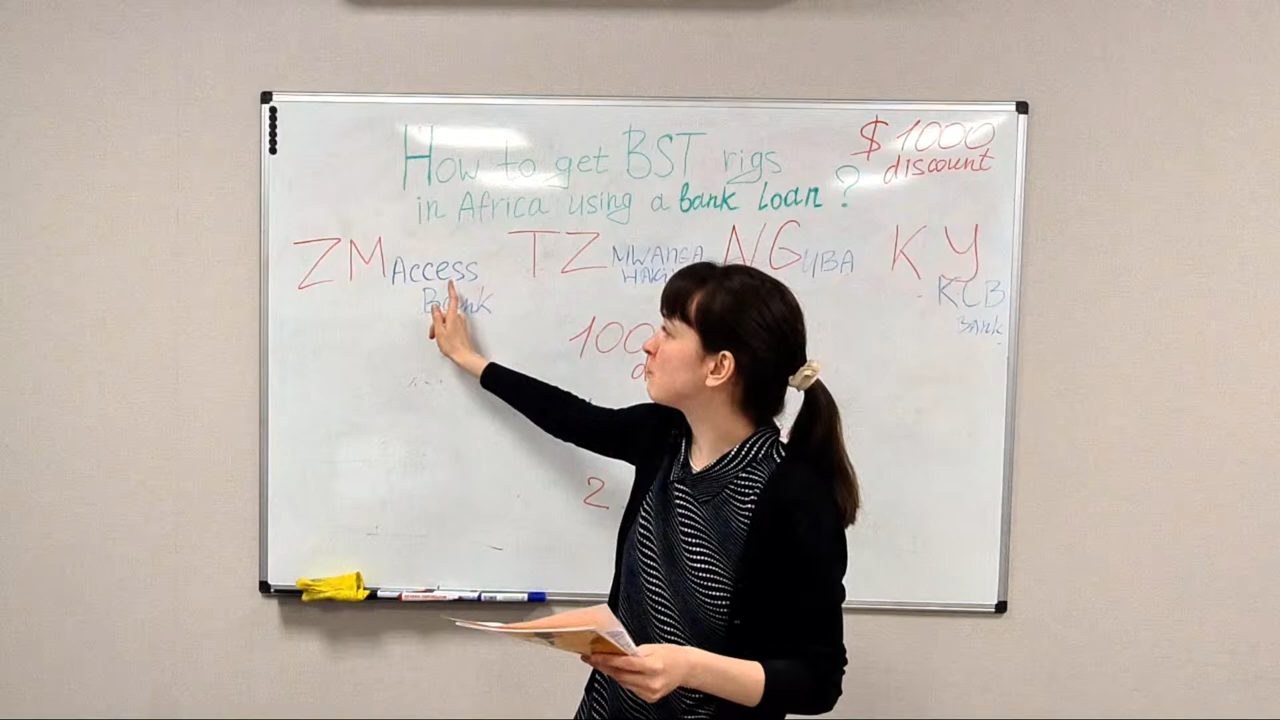 How to get BST rigs
in Africa using a bank loan?
$1000
discount
ZM Access
Bank
TZ MWANGA
NG UBA
KY KCB
BANK
100
2